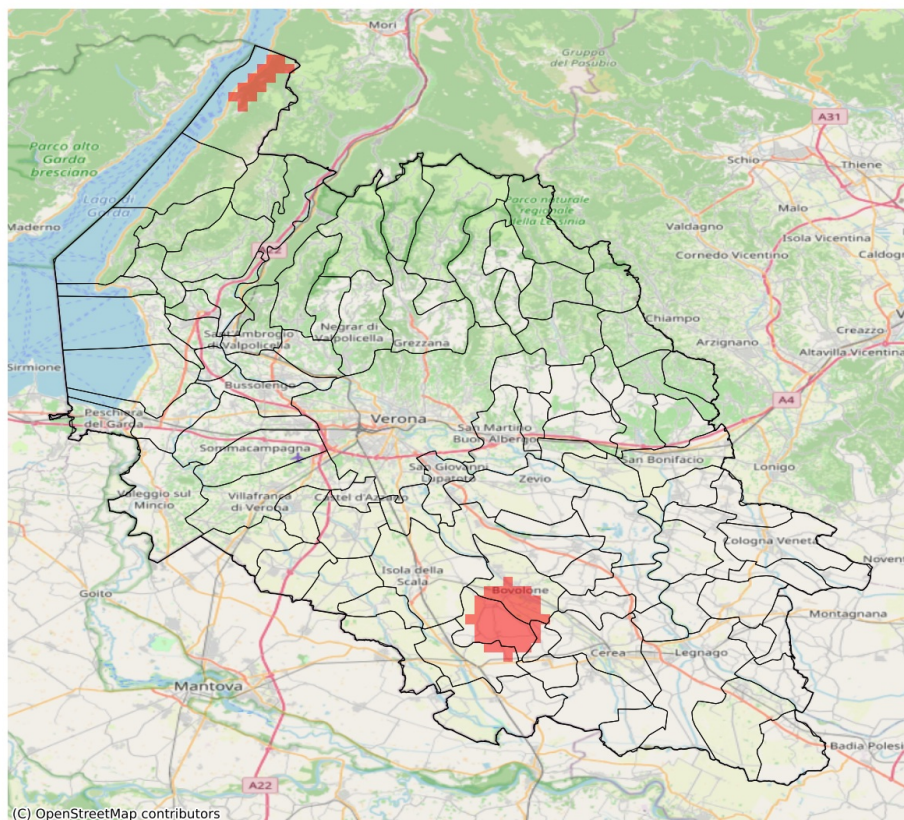 Mori
Gruppo
del Pasubio
A31
Schio
Thiene
Parco alto
Garda
bresciano
Lago di
Garda
Parco naturale
regionale
della Lessinia
Malo
Maderno
Valdagno
Isola Vicentina
A22
Cornedo Vicentino
Caldogn
Chiampo
Sant'Ambrogio
di Valpolicella
Negrar di
Valpolicella
Grezzana
Arzignano
Creazzo
Altavilla Vicentina
Sirmione
Bussolengo
A4
Peschiera
del Garda
Verona
San Martino
Buon Albergo
Sommacampagna
San Giovanni
Lupatoto
Zevio
San Bonifacio
Lonigo
Valeggio sul
Mincio
Villafranca
di Verona
Castel d'Azzano
Cologna Veneta
Isola della
Scala
Noven
Goito
Bovolone
Montagnana
Cerea
Legnago
Mantova
Badia Polesi
A22
(C) OpenStreetMap contributors